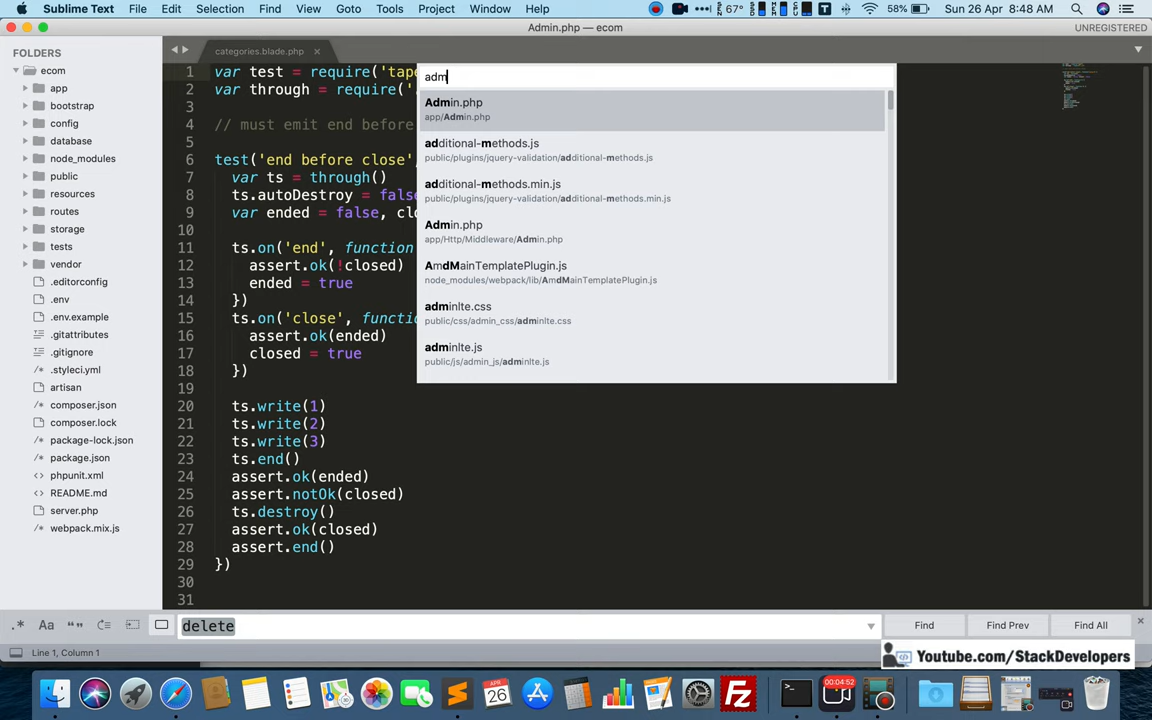 Sublime Text File Edit Selection Find View Goto Tools Project Window Help 67° 58% Sun 26 Apr 8:48 AM
Admin.php — ecom
UNREGISTERED
FOLDERS
ecom
app
bootstrap
config
database
node_modules
public
resources
routes
storage
tests
vendor
.editorconfig
.env
.env.example
.gitattributes
.gitignore
.styleci.yml
artisan
composer.json
composer.lock
package-lock.json
package.json
phpunit.xml
README.md
server.php
webpack.mix.js
categories.blade.php ×
1 var test = require('tape
2 var through = require('.
3
4 // must emit end before
5
6 test('end before close',
7 var ts = through()
8 ts.autoDestroy = false
9 var ended = false, clo
10
11 ts.on('end', function
12 assert.ok(!closed)
13 ended = true
14 })
15 ts.on('close', functio
16 assert.ok(ended)
17 closed = true
18 })
19
20 ts.write(1)
21 ts.write(2)
22 ts.write(3)
23 ts.end()
24 assert.ok(ended)
25 assert.notOk(closed)
26 ts.destroy()
27 assert.ok(closed)
28 assert.end()
29 })
30
31
adm
Admin.php
app/Admin.php
additional-methods.js
public/plugins/jquery-validation/additional-methods.js
additional-methods.min.js
public/plugins/jquery-validation/additional-methods.min.js
Admin.php
app/Http/Middleware/Admin.php
AmdMainTemplatePlugin.js
node_modules/webpack/lib/AmdMainTemplatePlugin.js
adminlte.css
public/css/admin_css/adminlte.css
adminlte.js
public/js/admin_js/adminlte.js
.* Aa “” delete Find Find Prev Find All ×
Line 1, Column 1
Youtube.com/StackDevelopers
APR
26
00:04:52